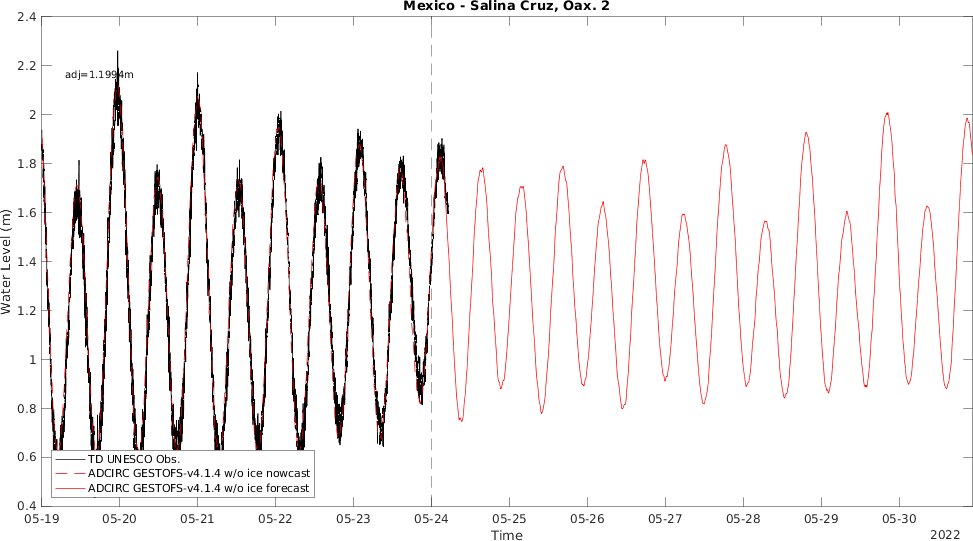 Mexico - Salina Cruz, Oax. 2
2.4
2.2
2
1.8
1.6
1.4
1.2
1
0.8
0.6
0.4
Water Level (m)
adj=1.1994m
TD UNESCO Obs.
ADCIRC GESTOFS-v4.1.4 w/o ice nowcast
ADCIRC GESTOFS-v4.1.4 w/o ice forecast
05-19 05-20 05-21 05-22 05-23 05-24 05-25 05-26 05-27 05-28 05-29 05-30
Time
2022